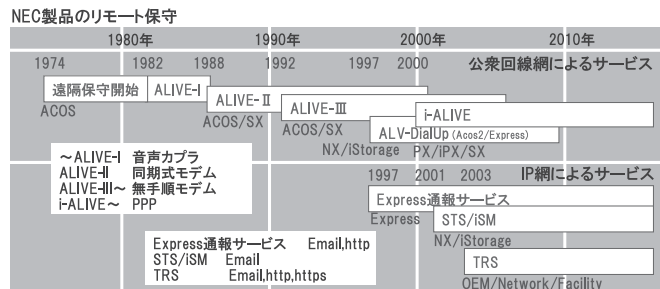 NEC製品のリモート保守
1980年 1990年 2000年 2010年
1974 1982 1988 1992 1997 2000 公衆回線網によるサービス
遠隔保守開始 ALIVE-Ⅰ
ALIVE-Ⅱ
ALIVE-Ⅲ
i-ALIVE
ALV-DialUp (Acos2/Express)
ACOS
ACOS/SX
ACOS/SX
NX/iStorage PX/iPX/SX
～ALIVE-Ⅰ 音声カプラ
ALIVE-Ⅱ 同期式モデム
ALIVE-Ⅲ～ 無手順モデム
i-ALIVE～ PPP
1997 2001 2003 IP網によるサービス
Express通報サービス
Express
STS/iSM
NX/iStorage
TRS
OEM/Network/Facility
Express通報サービス Email,http
STS/iSM Email
TRS Email,http,https